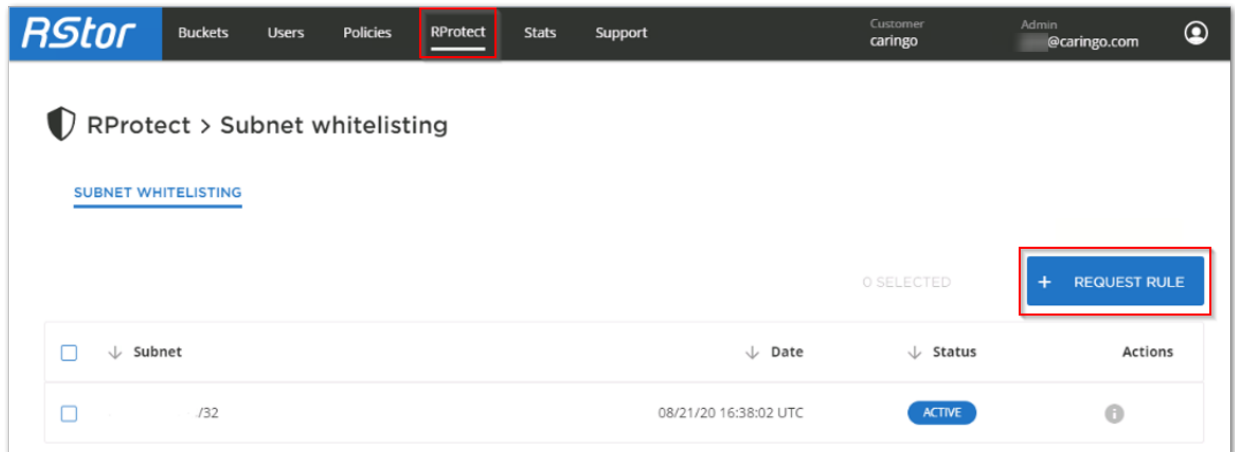 RStor Buckets Users Policies RProtect Stats Support Customer caringo Admin @caringo.com
RProtect > Subnet whitelisting
SUBNET WHITELISTING
0 SELECTED + REQUEST RULE
Subnet Date Status Actions
/32 08/21/20 16:38:02 UTC ACTIVE